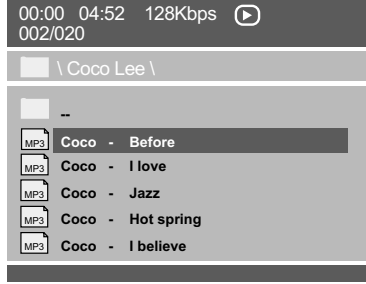 00:00 04:52 128Kbps
002/020
\ Coco Lee \
--
MP3 Coco - Before
MP3 Coco - I love
MP3 Coco - Jazz
MP3 Coco - Hot spring
MP3 Coco - I believe